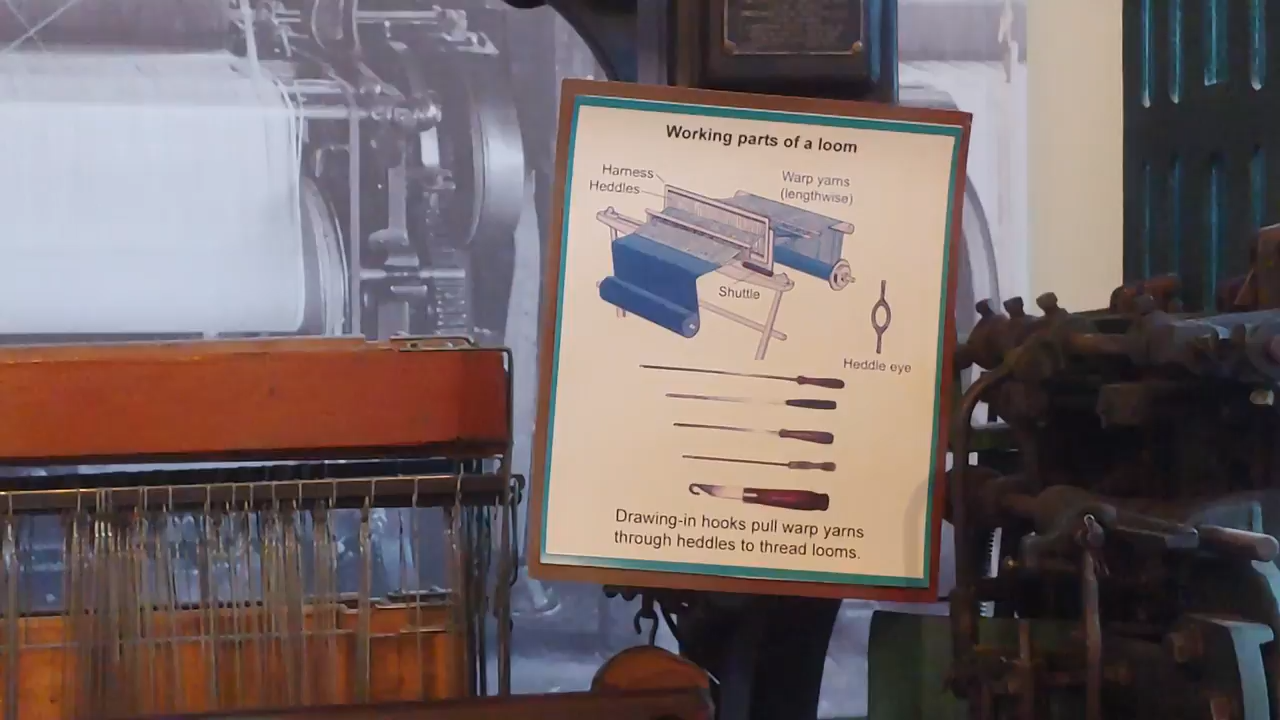 Working parts of a loom
Harness
Heddles
Warp yarns
(lengthwise)
Shuttle
Heddle eye
Drawing-in hooks pull warp yarns
through heddles to thread looms.